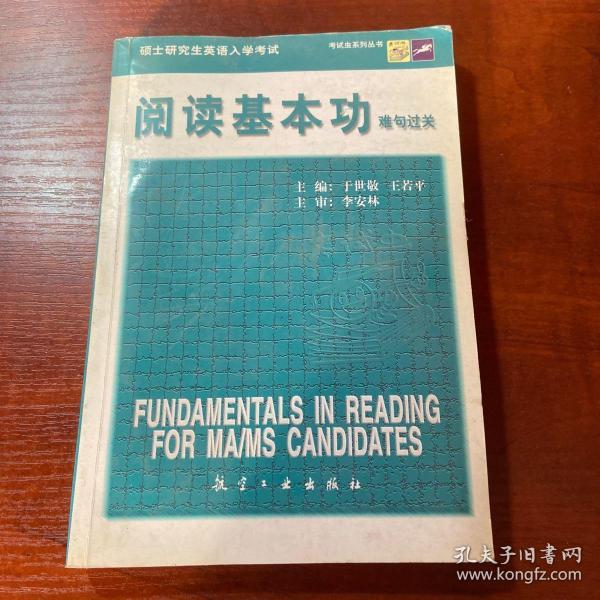 硕士研究生英语入学考试 考试虫系列丛书
阅读基本功 难句过关
主 编：于世敬 王若平
主 审：李安林
FUNDAMENTALS IN READING
FOR MA/MS CANDIDATES
航空工业出版社
孔夫子旧书网
www.kongfz.com